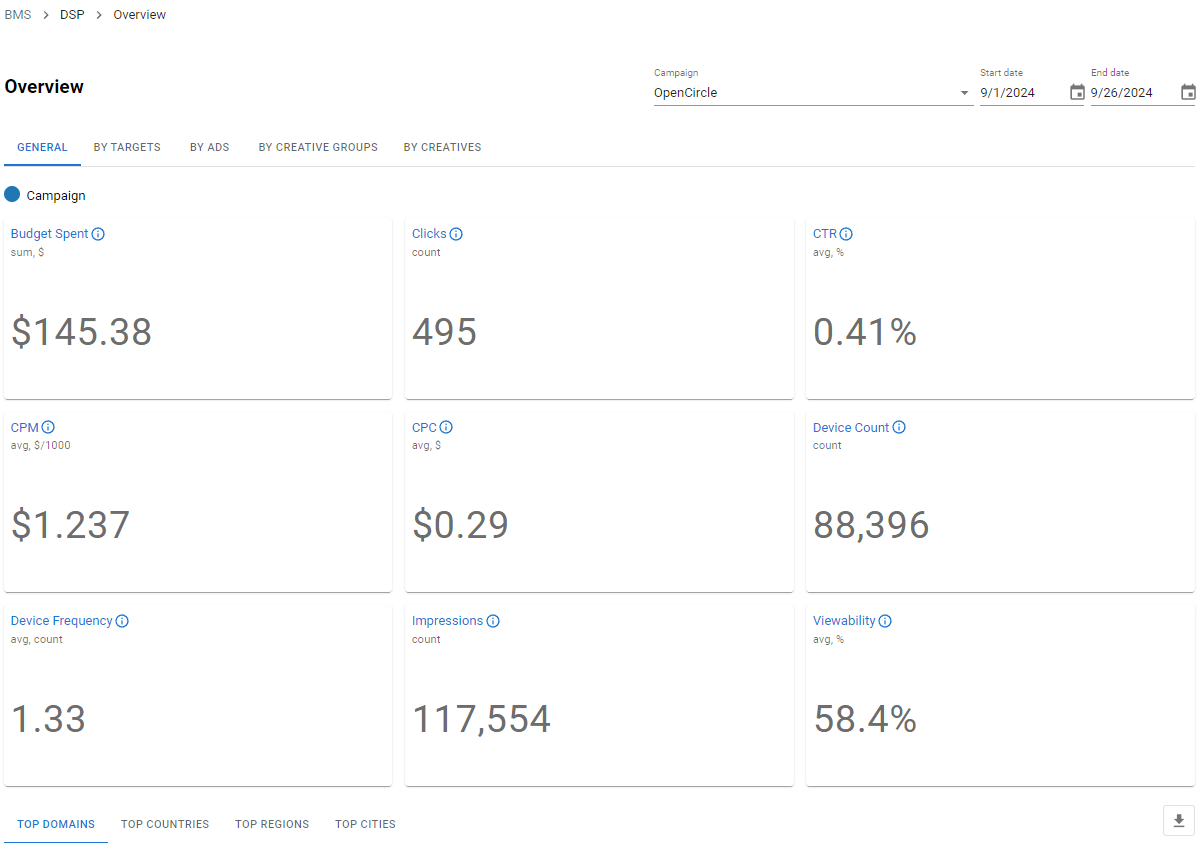 BMS > DSP > Overview
Overview
Campaign
OpenCircle
Start date
9/1/2024
End date
9/26/2024
GENERAL BY TARGETS BY ADS BY CREATIVE GROUPS BY CREATIVES
Campaign
Budget Spent
sum, $
$145.38
Clicks
count
495
CTR
avg, %
0.41%
CPM
avg, $/1000
$1.237
CPC
avg, $
$0.29
Device Count
count
88,396
Device Frequency
avg, count
1.33
Impressions
count
117,554
Viewability
avg, %
58.4%
TOP DOMAINS TOP COUNTRIES TOP REGIONS TOP CITIES